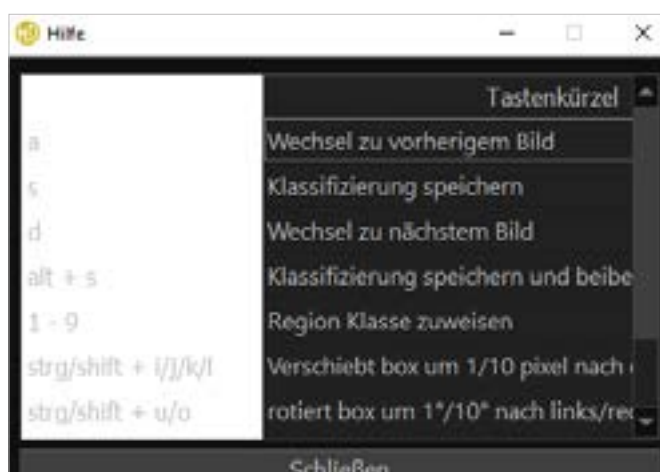 Hilfe
Tastenkürzel
a Wechsel zu vorherigem Bild
s Klassifizierung speichern
d Wechsel zu nächstem Bild
alt + s Klassifizierung speichern und beibe
1 - 9 Region Klasse zuweisen
strg/shift + i/j/k/l Verschiebt box um 1/10 pixel nach
strg/shift + u/o rotiert box um 1°/10° nach links/rec
Schließen